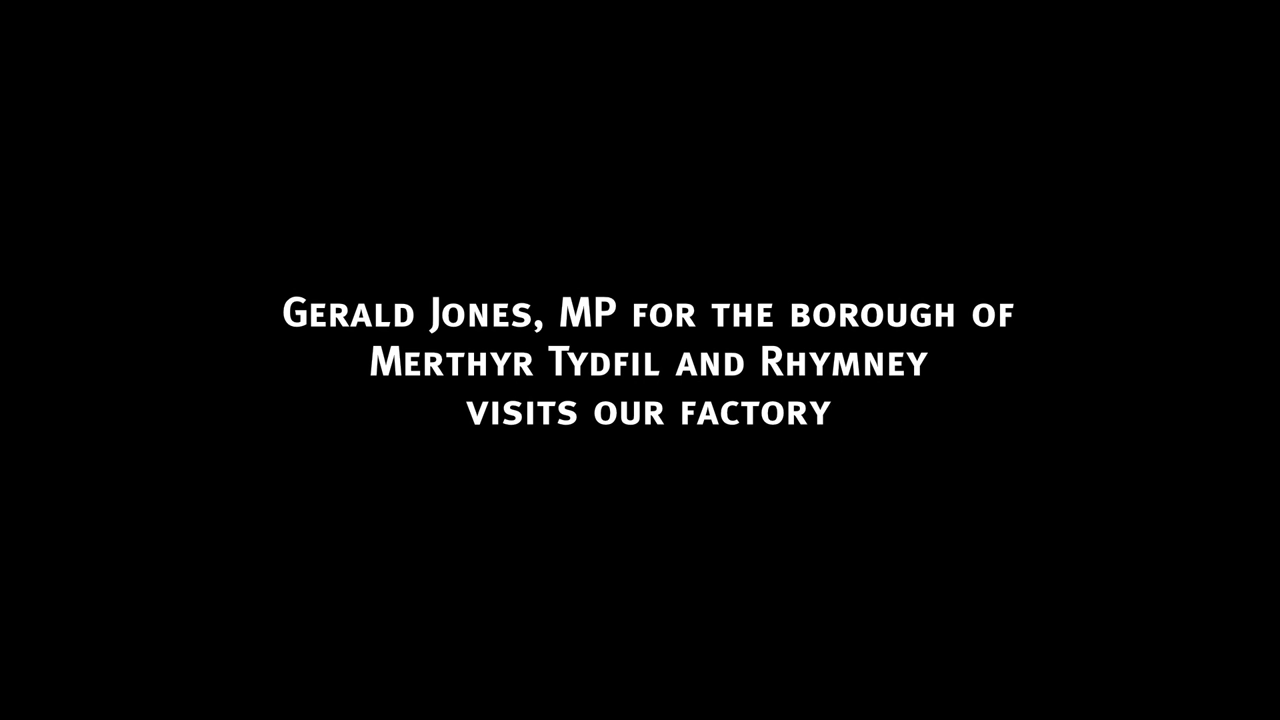 Gerald Jones, MP for the borough of
Merthyr Tydfil and Rhymney
visits our factory